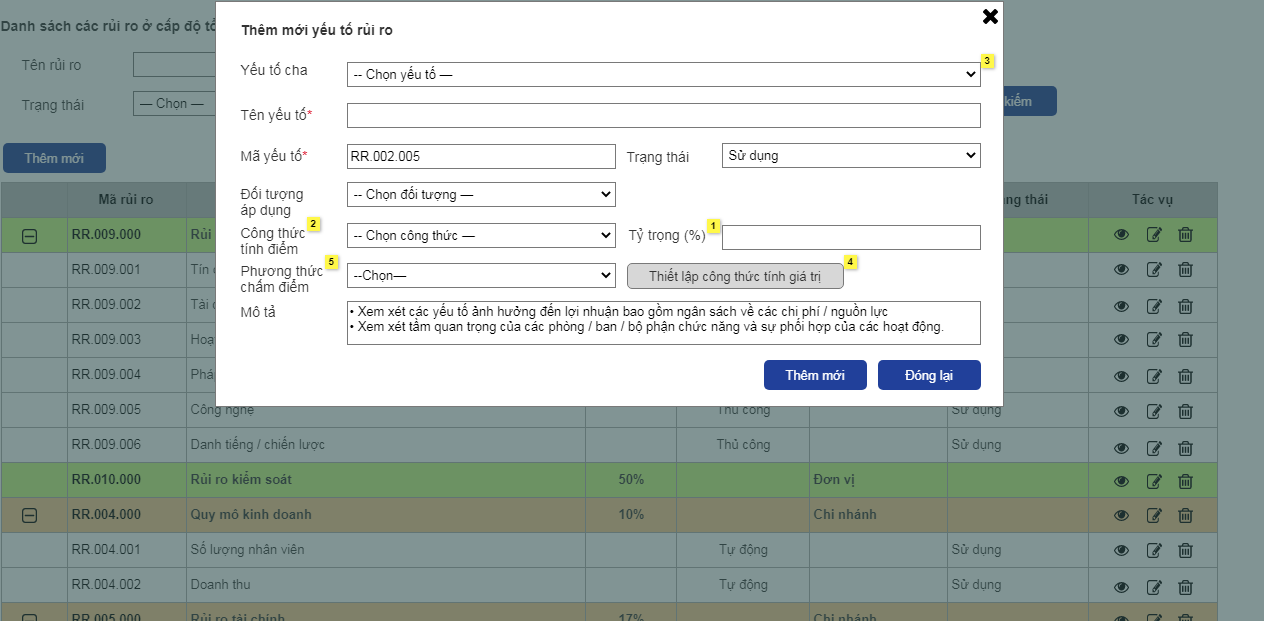 Danh sách các rủi ro ở cấp độ tổ
Thêm mới yếu tố rủi ro
Tên rủi ro
Yếu tố cha
-- Chọn yếu tố —
3
Trạng thái
— Chọn —
kiếm
Tên yếu tố*
Thêm mới
Mã yếu tố*
RR.002.005
Trạng thái
Sử dụng
Đối tượng
áp dụng
-- Chọn đối tượng —
Mã rủi ro
ng thái
Tác vụ
Công thức
tính điểm
2
-- Chọn công thức —
Tỷ trọng (%)
1
RR.009.000
Rủi
Phương thức
chấm điểm
5
--Chọn—
Thiết lập công thức tính giá trị
4
RR.009.001
Tín
Mô tả
• Xem xét các yếu tố ảnh hưởng đến lợi nhuận bao gồm ngân sách về các chi phí / nguồn lực
• Xem xét tầm quan trọng của các phòng / ban / bộ phận chức năng và sự phối hợp của các hoạt động.
RR.009.002
Tài
RR.009.003
Hoạ
Thêm mới
Đóng lại
RR.009.004
Phá
RR.009.005 Công nghệ Thủ công Sử dụng
RR.009.006 Danh tiếng / chiến lược Thủ công Sử dụng
RR.010.000 Rủi ro kiểm soát 50% Đơn vị
RR.004.000 Quy mô kinh doanh 10% Chi nhánh
RR.004.001 Số lượng nhân viên Tự động Sử dụng
RR.004.002 Doanh thu Tự động Sử dụng
RR.005.000 Rủi ro tài chính 17% Chi nhánh